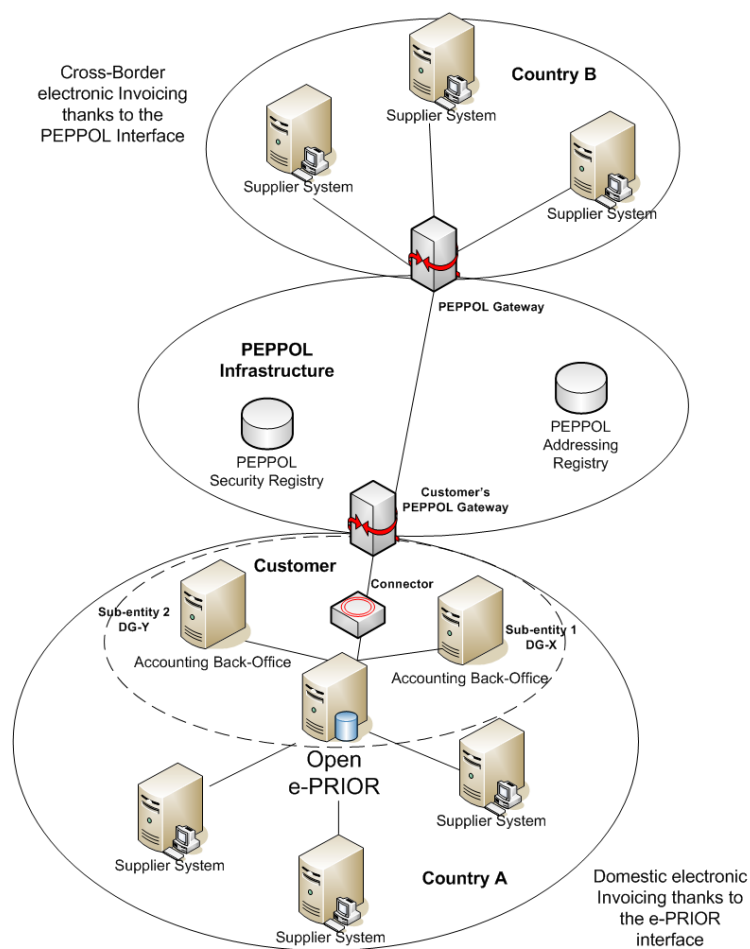 Cross-Border
electronic Invoicing
thanks to the
PEPPOL Interface
Country B
Supplier System
Supplier System
Supplier System
PEPPOL Gateway
PEPPOL
Infrastructure
PEPPOL
Security Registry
PEPPOL
Addressing
Registry
Customer's
PEPPOL Gateway
Customer
Connector
Sub-entity 2
DG-Y
Accounting Back-Office
Sub-entity 1
DG-X
Accounting Back-Office
Open
e-PRIOR
Supplier System
Supplier System
Supplier System
Country A
Domestic electronic
Invoicing thanks to
the e-PRIOR
interface